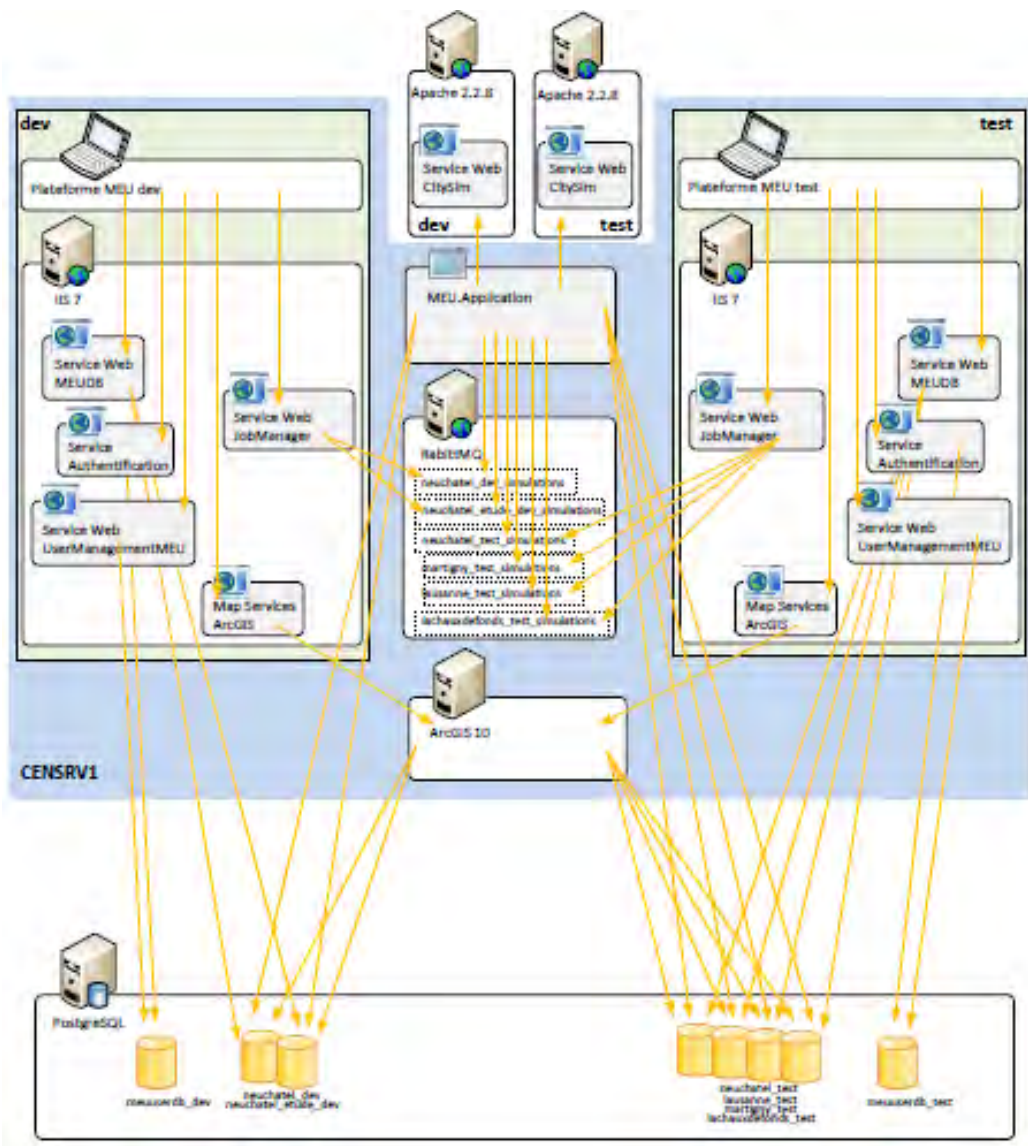 Apache 2.2.8
Apache 2.2.8
Service Web
CitySim
Service Web
CitySim
dev
test
dev
Plateforme MEU dev
IIS 7
Service Web
MEUDB
Service
Authentification
Service Web
UserManagementMEU
Service Web
JobManager
Map Services
ArcGIS
MEU.Application
RabittMQ
neuchatel_dev_simulations
neuchatel_etude_dev_simulations
neuchatel_test_simulations
martigny_test_simulations
lausanne_test_simulations
lachauxdefonds_test_simulations
ArcGIS 10
test
Plateforme MEU test
IIS 7
Service Web
MEUDB
Service Web
JobManager
Service
Authentification
Service Web
UserManagementMEU
Map Services
ArcGIS
CENSRV1
PostgreSQL
meuuserdb_dev
neuchatel_dev
neuchatel_etude_dev
neuchatel_test
lausanne_test
martigny_test
lachauxdefonds_test
meuuserdb_test